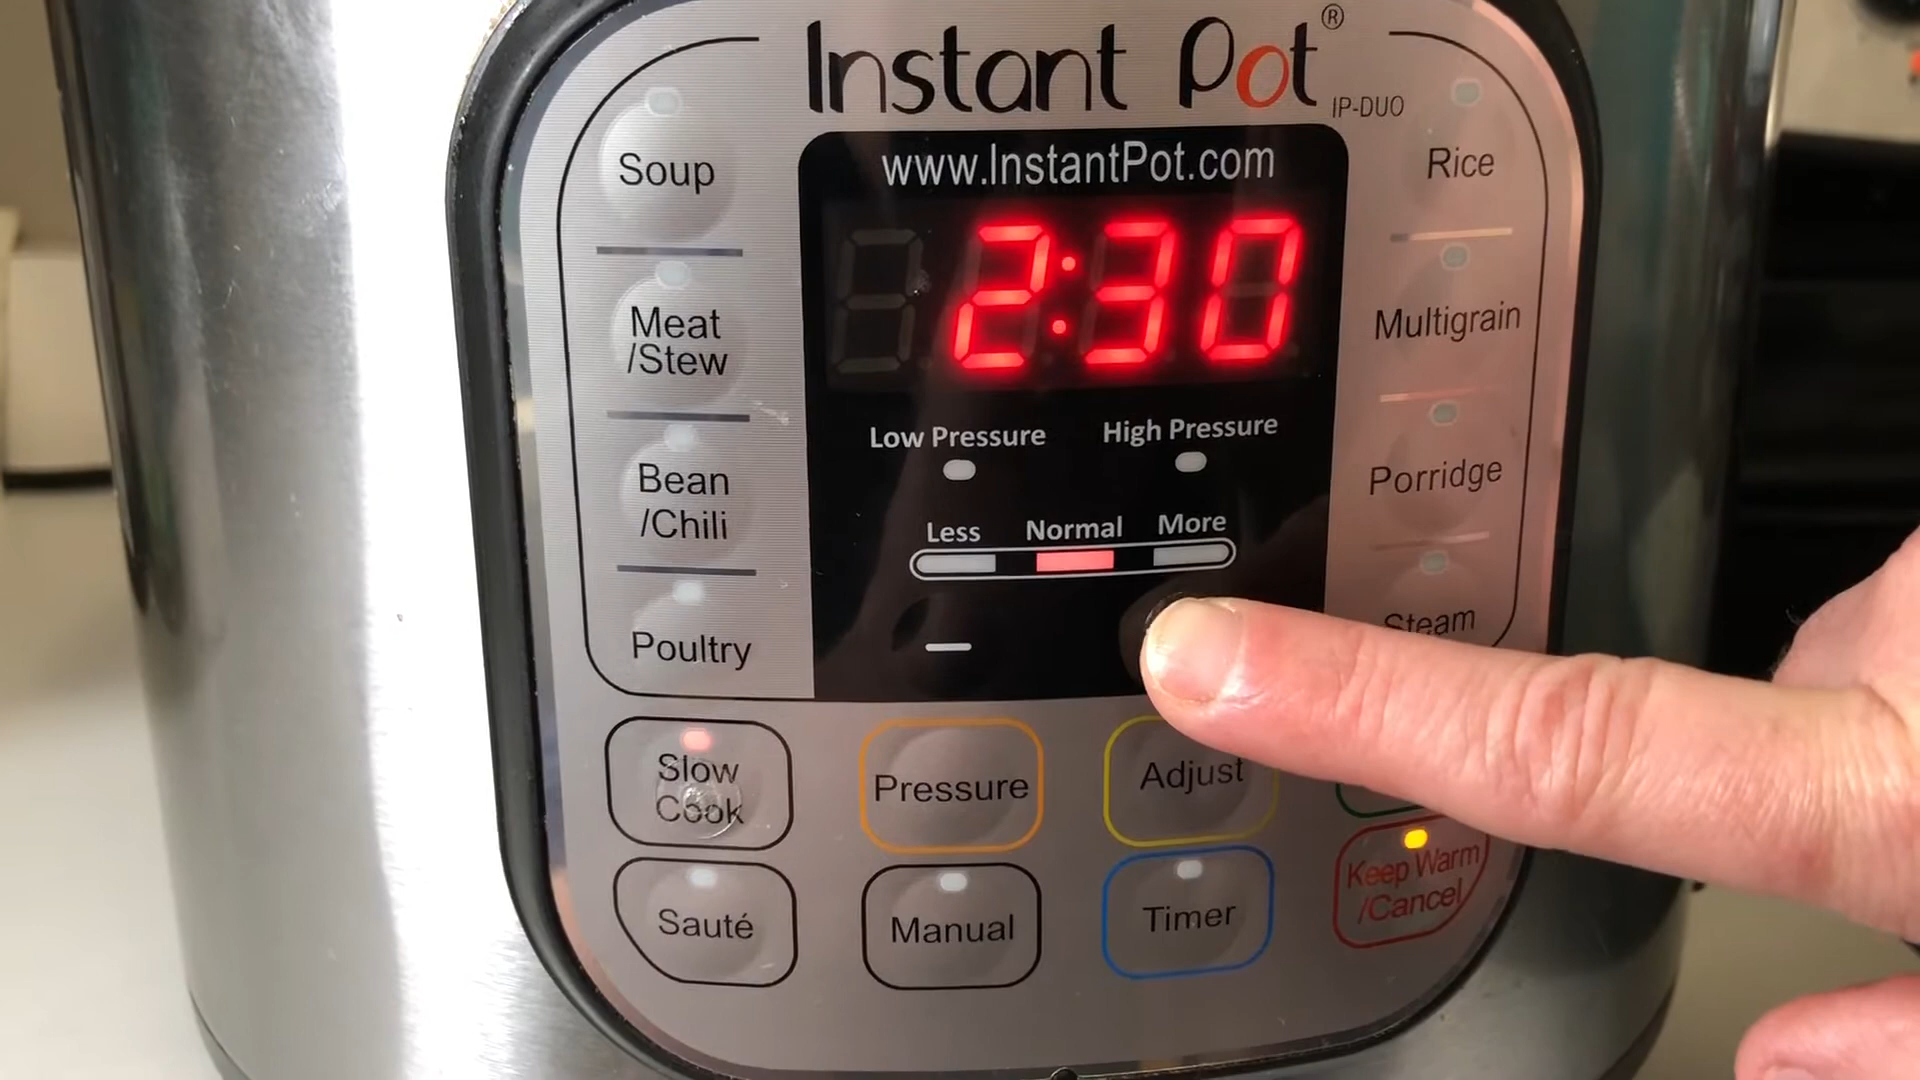 Instant Pot®
IP-DUO
www.InstantPot.com
2:30
Low Pressure
High Pressure
Less
Normal
More
—
Soup
Meat
/Stew
Bean
/Chili
Poultry
Rice
Multigrain
Porridge
Steam
Slow
Cook
Pressure
Adjust
Sauté
Manual
Timer
Keep Warm
/Cancel